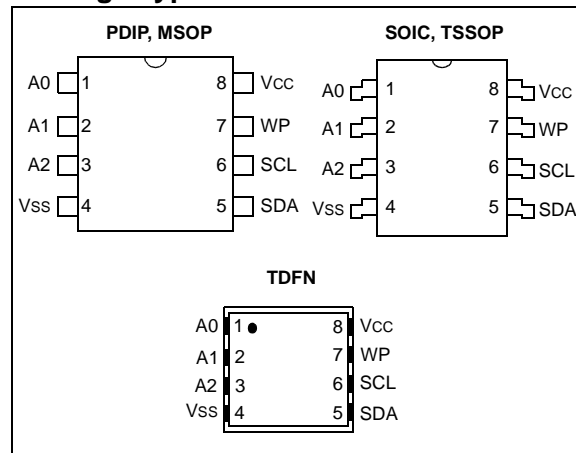 PDIP, MSOP
A0 1 8 VCC
A1 2 7 WP
A2 3 6 SCL
VSS 4 5 SDA
SOIC, TSSOP
A0 1 8 VCC
A1 2 7 WP
A2 3 6 SCL
VSS 4 5 SDA
TDFN
A0 1 8 VCC
A1 2 7 WP
A2 3 6 SCL
VSS 4 5 SDA